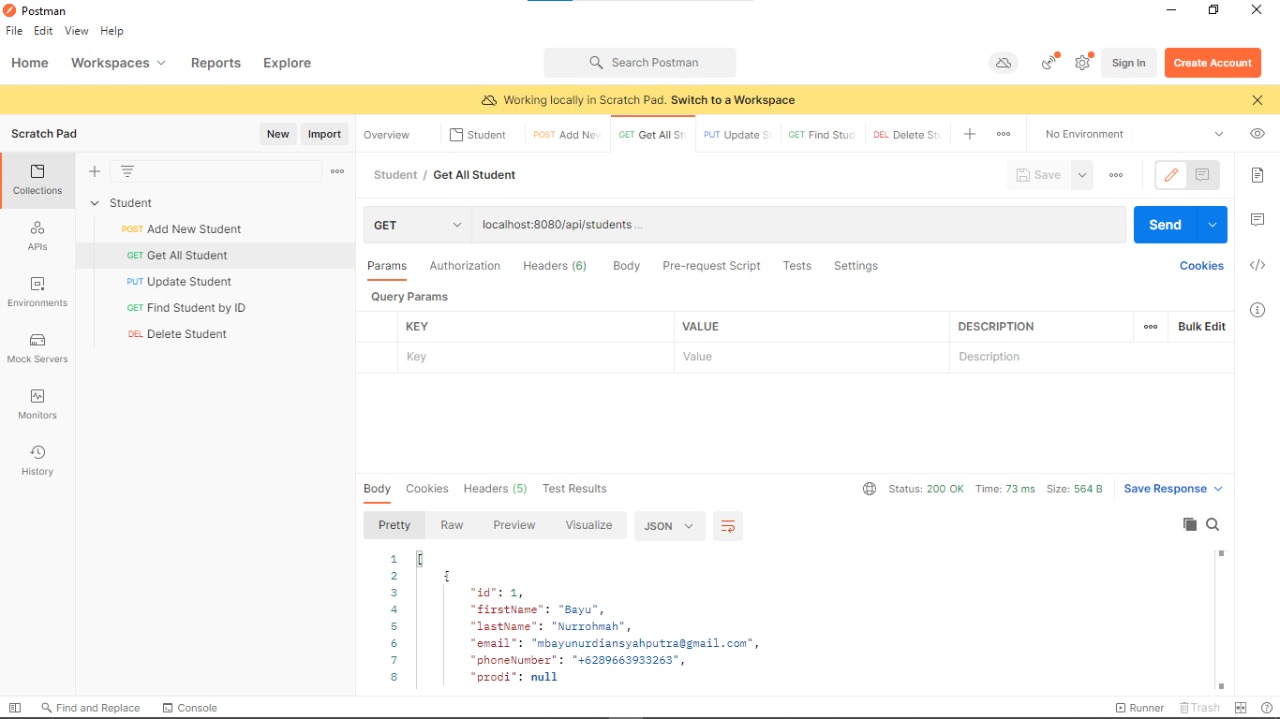 Postman
File Edit View Help
Home Workspaces Reports Explore Search Postman Sign In Create Account
Working locally in Scratch Pad. Switch to a Workspace
Scratch Pad New Import Overview Student POST Add New GET Get All St PUT Update S GET Find Stud DEL Delete Stu No Environment
Collections
APIs
Environments
Mock Servers
Monitors
History
Student
POST Add New Student
GET Get All Student
PUT Update Student
GET Find Student by ID
DEL Delete Student
Student / Get All Student Save
GET localhost:8080/api/students ... Send
Params Authorization Headers (6) Body Pre-request Script Tests Settings Cookies
Query Params
KEY VALUE DESCRIPTION Bulk Edit
Key Value Description
Body Cookies Headers (5) Test Results Status: 200 OK Time: 73 ms Size: 564 B Save Response
Pretty Raw Preview Visualize JSON
1 [
2 {
3 "id": 1,
4 "firstName": "Bayu",
5 "lastName": "Nurrohmah",
6 "email": "mbayunurdiansyahputra@gmail.com",
7 "phoneNumber": "+6289663933263",
8 "prodi": null
Find and Replace Console Runner Trash